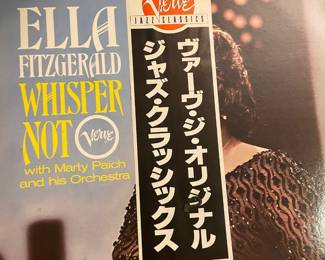 ELLA
FITZGERALD
WHISPER
NOT
Verve
with Marty Paich
and his Orchestra
Verve
JAZZ CLASSICS
ヴァーヴ・ジ・オリジナル
ジャズ・クラシックス